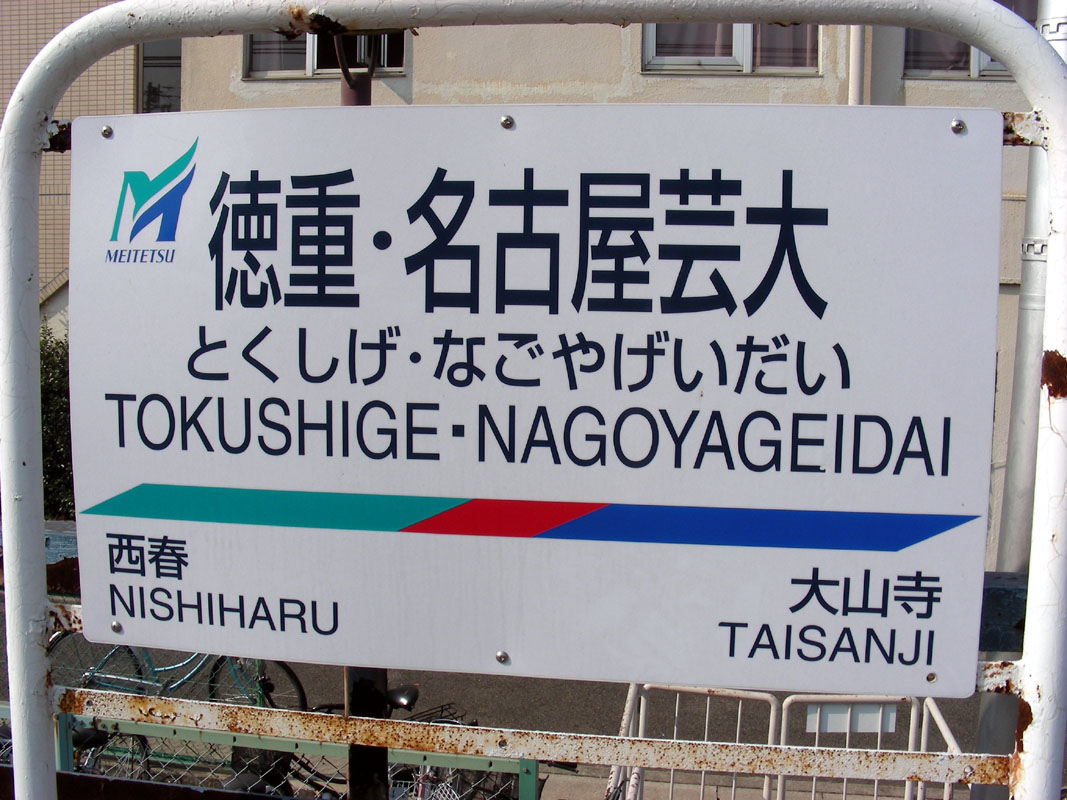 MEITETSU
徳重・名古屋芸大
とくしげ・なごやげいだい
TOKUSHIGE・NAGOYAGEIDAI
西春
NISHIHARU
大山寺
TAISANJI